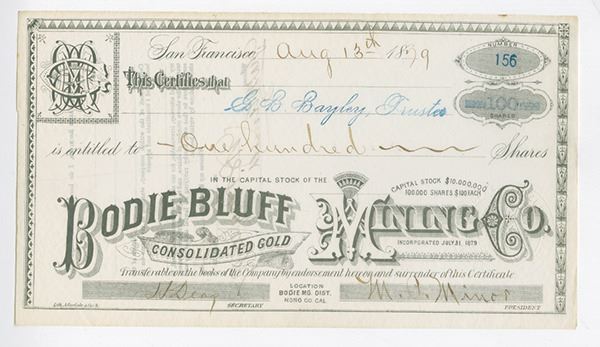 San Francisco Aug 13th 1879
NUMBER
156
This Certifies that
G B Bayley, Trustee
100
SHARES
is entitled to One hundred Shares
IN THE CAPITAL STOCK OF THE
CAPITAL STOCK $10,000,000
100,000 SHARES $100 EACH
BODIE BLUFF
CONSOLIDATED GOLD
MINING CO.
INCORPORATED JULY 31, 1879
Transferable on the books of the Company by endorsement hereon and surrender of this Certificate
LOCATION
BODIE MG. DIST.
MONO CO. CAL
SECRETARY
PRESIDENT